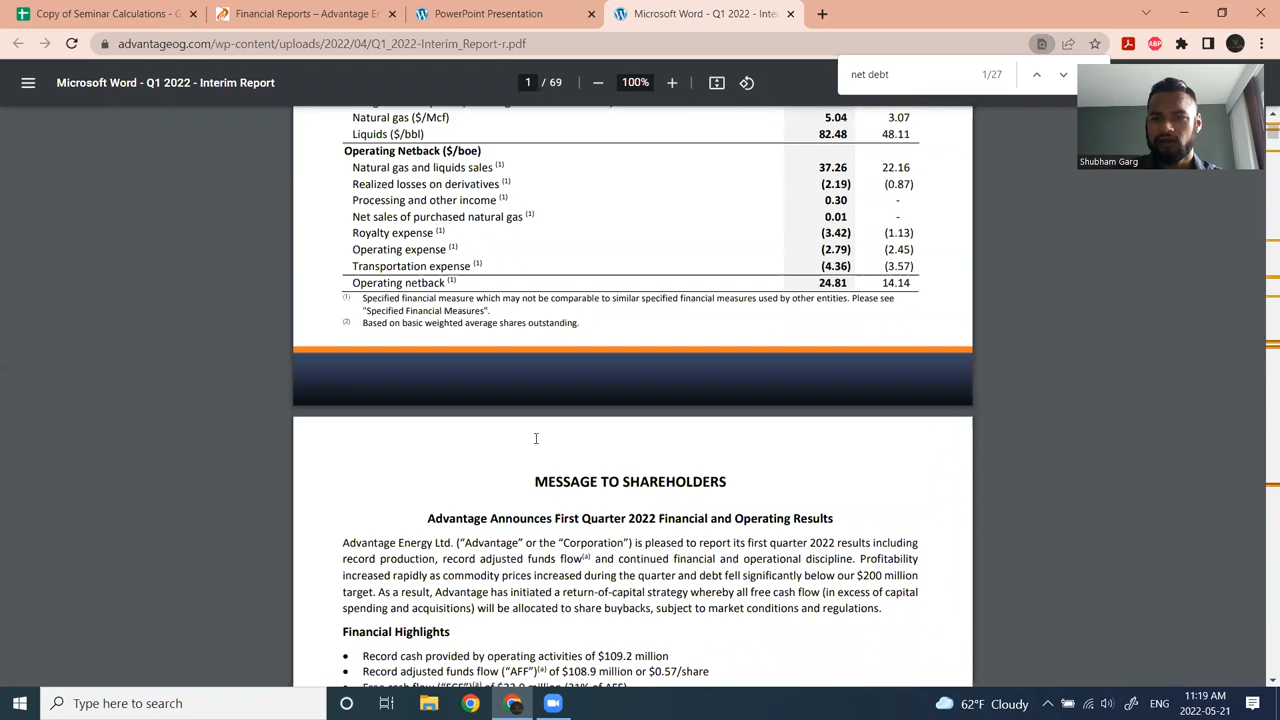 Copy of Seminar Calculations - G
Financial Reports – Advantage E
PowerPoint Presentation
Microsoft Word - Q1 2022 - Inte
advantageog.com/wp-content/uploads/2022/04/Q1_2022-Interim_Report-r.pdf
ABP
Microsoft Word - Q1 2022 - Interim Report
1 / 69
100%
net debt
1/27
Shubham Garg
Natural gas ($/Mcf) 5.04 3.07
Liquids ($/bbl) 82.48 48.11
Operating Netback ($/boe)
Natural gas and liquids sales (1) 37.26 22.16
Realized losses on derivatives (1) (2.19) (0.87)
Processing and other income (1) 0.30 -
Net sales of purchased natural gas (1) 0.01 -
Royalty expense (1) (3.42) (1.13)
Operating expense (1) (2.79) (2.45)
Transportation expense (1) (4.36) (3.57)
Operating netback (1) 24.81 14.14
(1) Specified financial measure which may not be comparable to similar specified financial measures used by other entities. Please see
"Specified Financial Measures".
(2) Based on basic weighted average shares outstanding.
MESSAGE TO SHAREHOLDERS
Advantage Announces First Quarter 2022 Financial and Operating Results
Advantage Energy Ltd. ("Advantage" or the "Corporation") is pleased to report its first quarter 2022 results including
record production, record adjusted funds flow(a) and continued financial and operational discipline. Profitability
increased rapidly as commodity prices increased during the quarter and debt fell significantly below our $200 million
target. As a result, Advantage has initiated a return-of-capital strategy whereby all free cash flow (in excess of capital
spending and acquisitions) will be allocated to share buybacks, subject to market conditions and regulations.
Financial Highlights
• Record cash provided by operating activities of $109.2 million
• Record adjusted funds flow ("AFF")(a) of $108.9 million or $0.57/share
Type here to search
62°F Cloudy
ENG
11:19 AM
2022-05-21